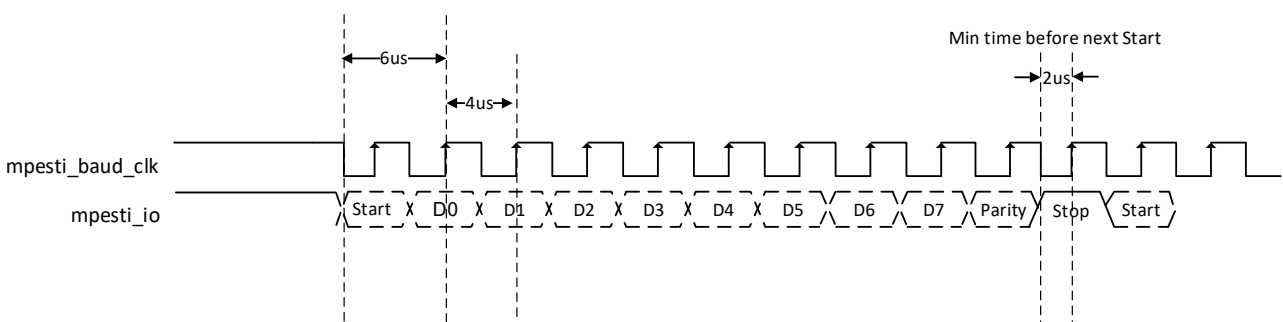 Min time before next Start
6us
2us
4us
mpesti_baud_clk
mpesti_io
Start D0 D1 D2 D3 D4 D5 D6 D7 Parity Stop Start